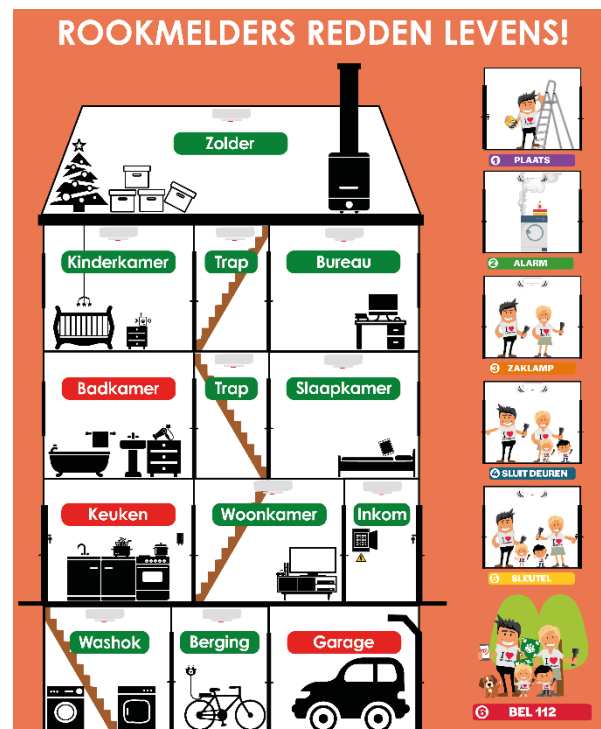 ROOKMELDERS REDDEN LEVENS!
Zolder
Kinderkamer
Trap
Bureau
Badkamer
Trap
Slaapkamer
Keuken
Woonkamer
Inkom
Washok
Berging
Garage
1 PLAATS
2 ALARM
3 ZAKLAMP
4 SLUIT DEUREN
5 SLEUTEL
6 BEL 112